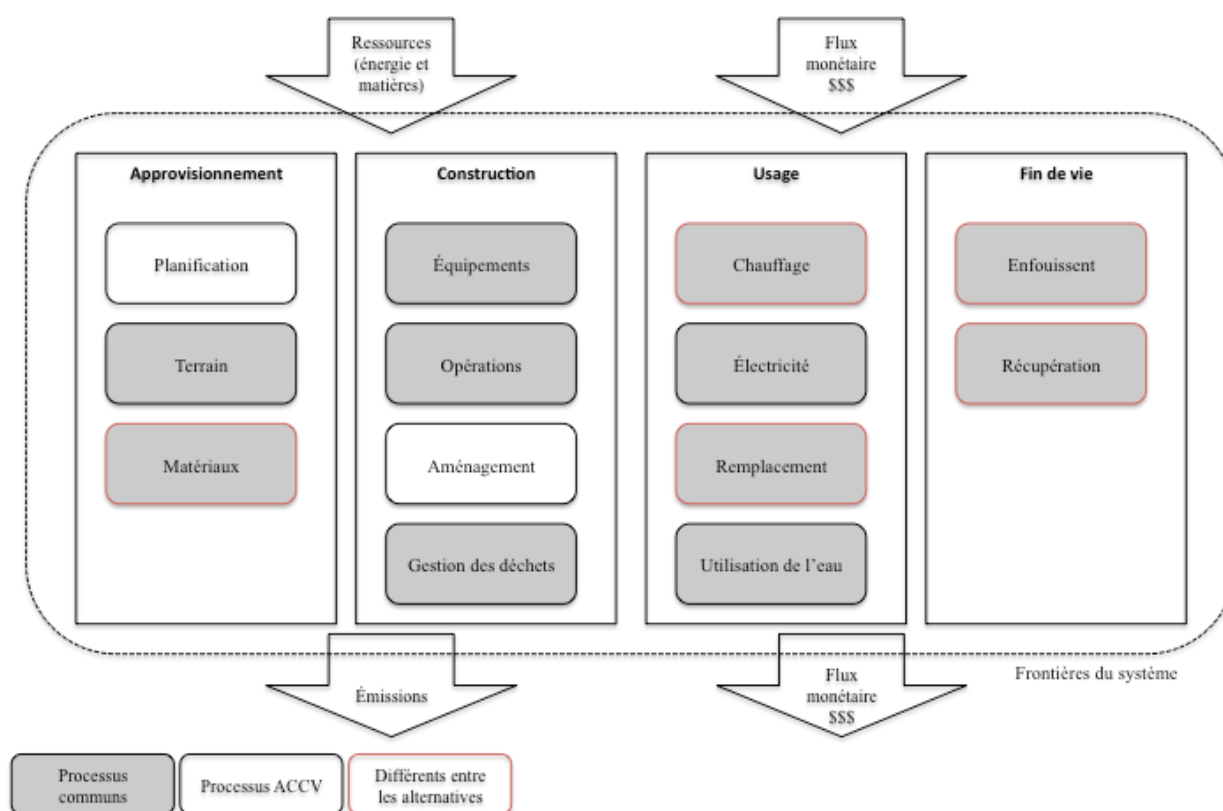 Ressources
(énergie et
matières)
Flux
monétaire
$$$
Approvisionnement
Planification
Terrain
Matériaux
Construction
Équipements
Opérations
Aménagement
Gestion des déchets
Usage
Chauffage
Électricité
Remplacement
Utilisation de l'eau
Fin de vie
Enfouissent
Récupération
Frontières du système
Émissions
Flux
monétaire
$$$
Processus
communs
Processus ACCV
Différents entre
les alternatives